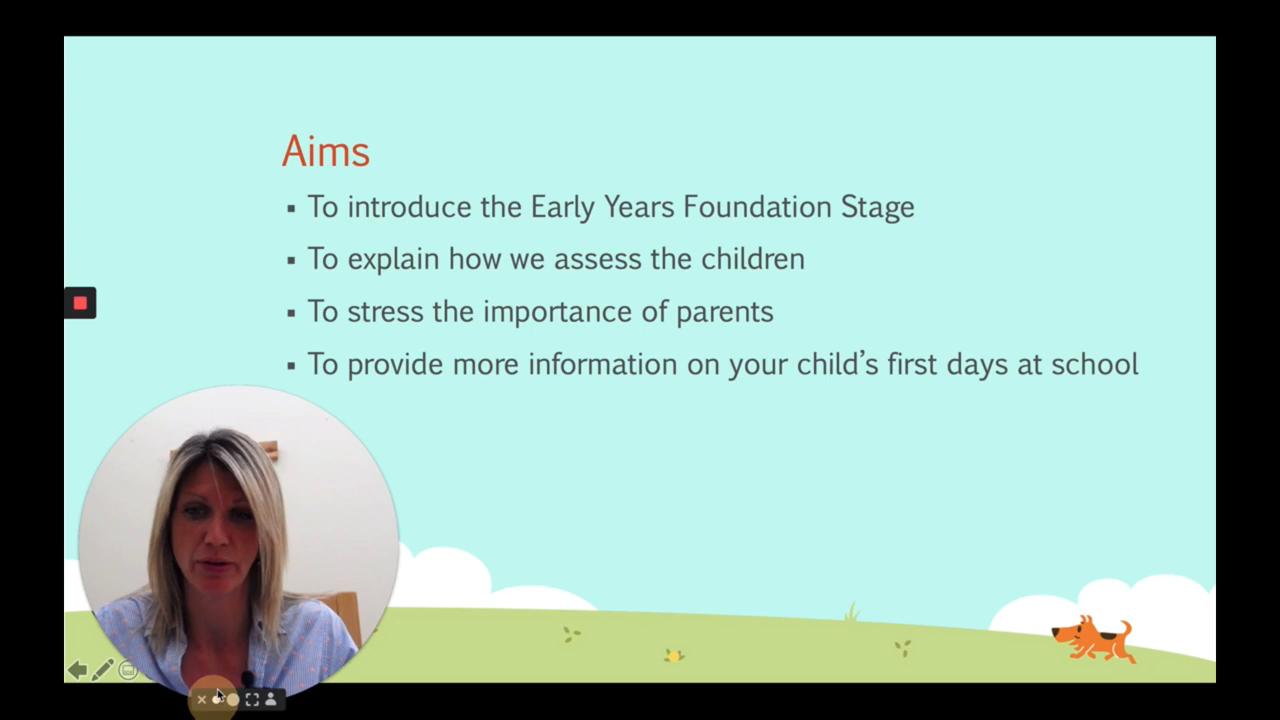 Aims
▪ To introduce the Early Years Foundation Stage
▪ To explain how we assess the children
▪ To stress the importance of parents
▪ To provide more information on your child’s first days at school